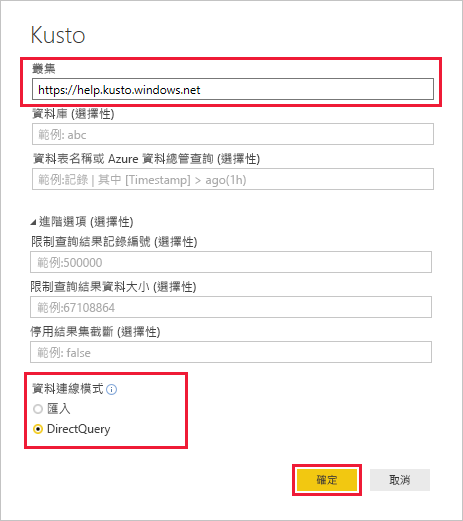 Kusto
叢集
https://help.kusto.windows.net
資料庫 (選擇性)
範例: abc
資料表名稱或 Azure 資料總管查詢 (選擇性)
範例:記錄 | 其中 [Timestamp] > ago(1h)
進階選項 (選擇性)
限制查詢結果記錄編號 (選擇性)
範例:500000
限制查詢結果資料大小 (選擇性)
範例:67108864
停用結果集截斷 (選擇性)
範例: false
資料連線模式
匯入
DirectQuery
確定 取消